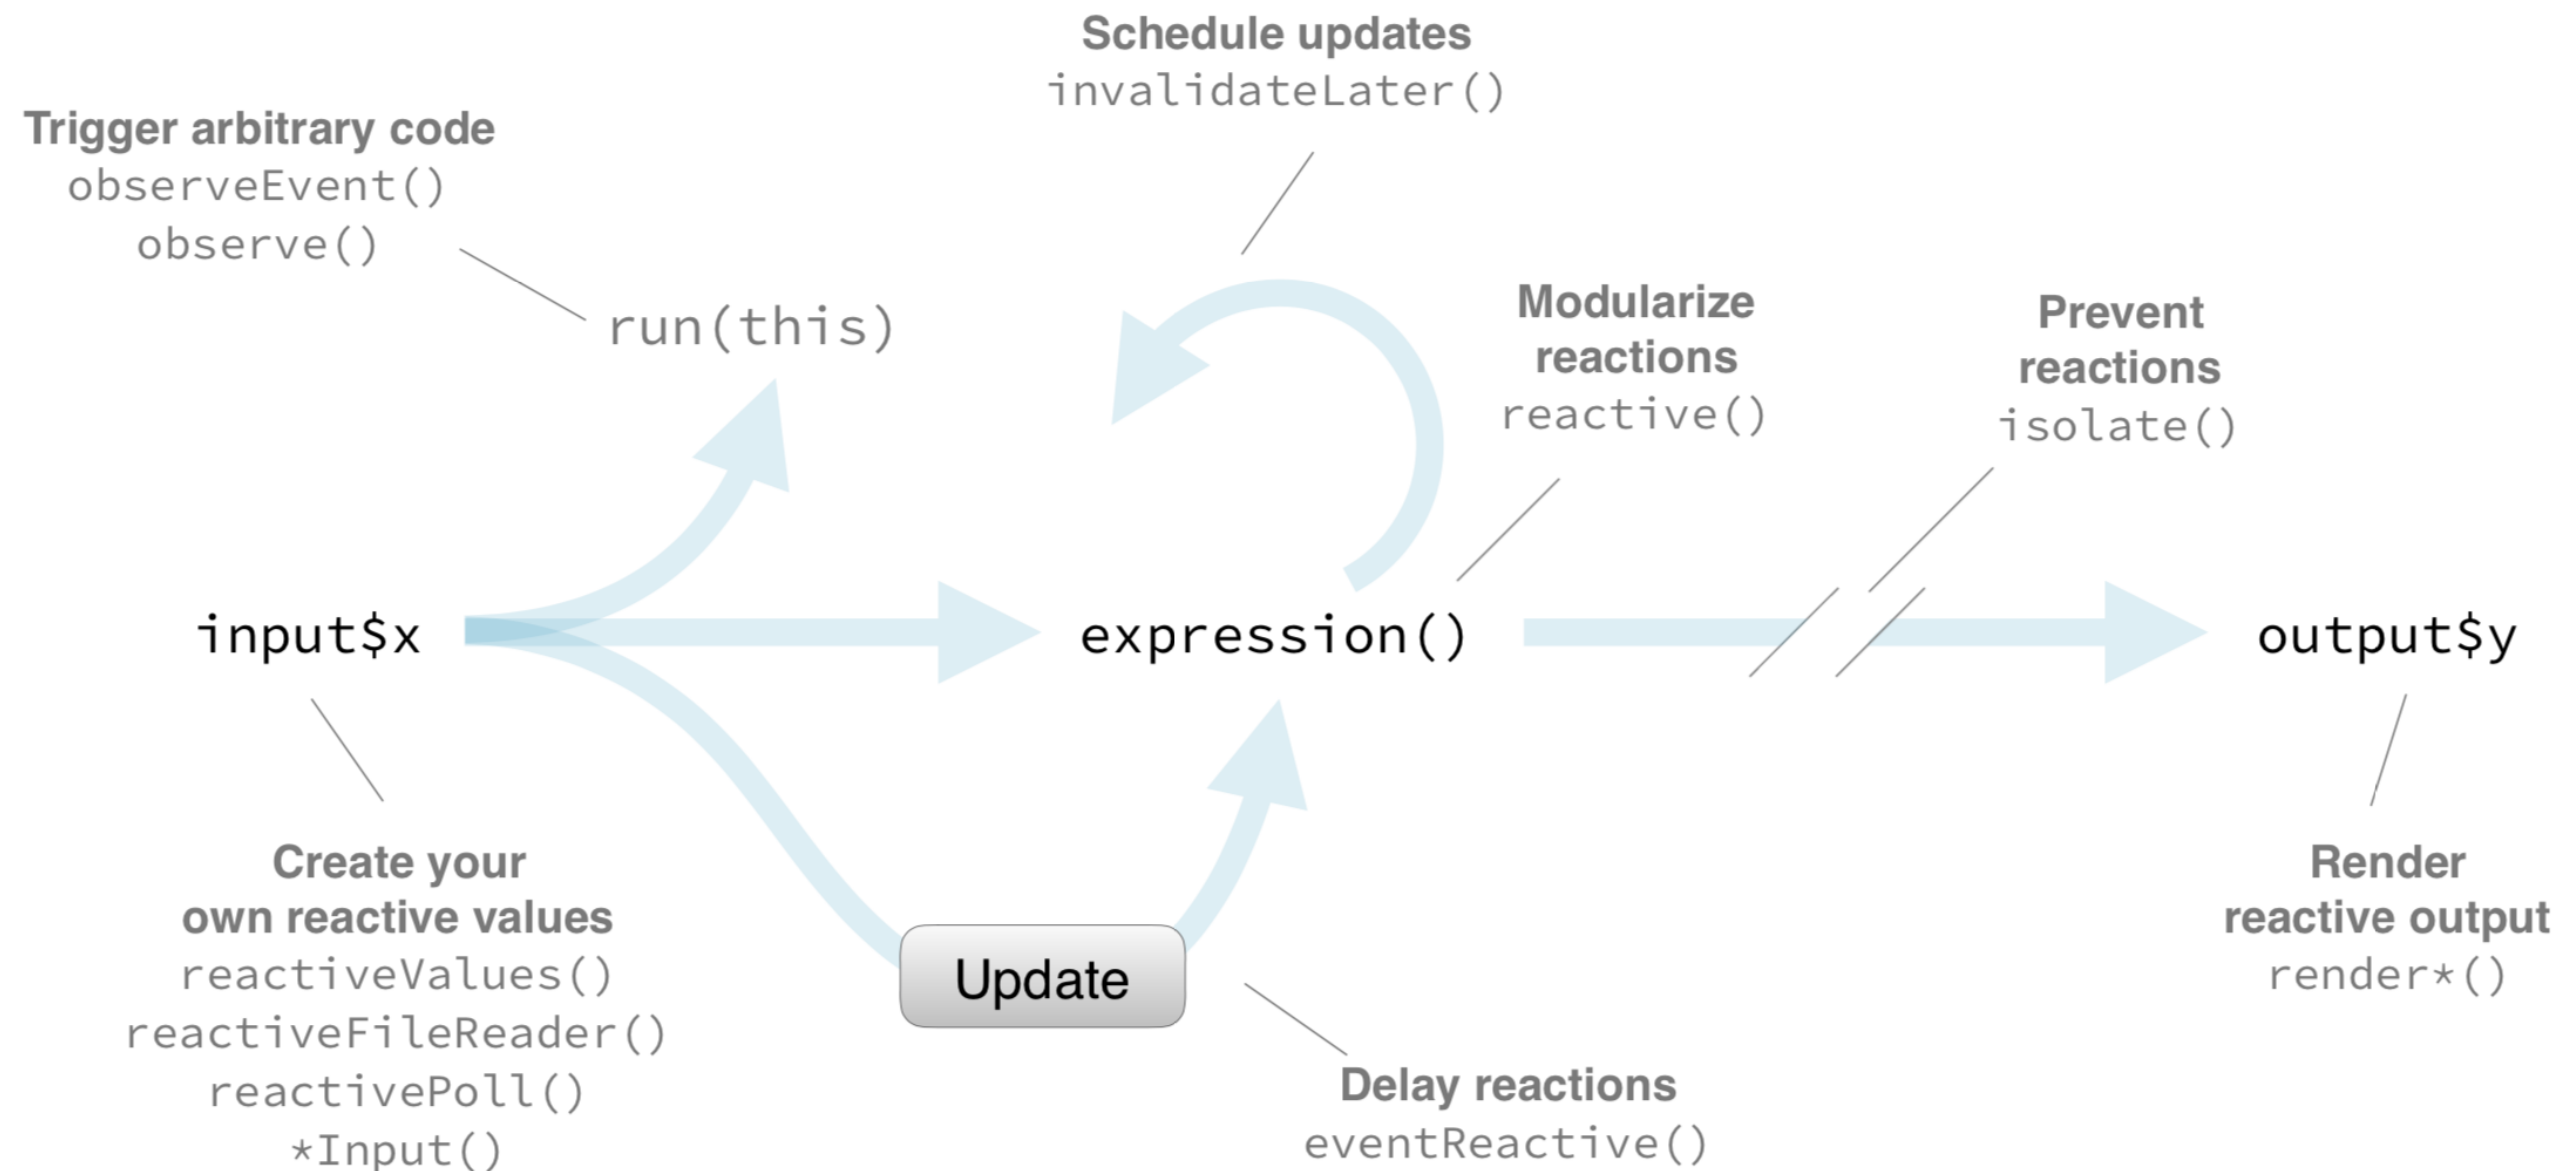 Schedule updates
invalidateLater()
Trigger arbitrary code
observeEvent()
observe()
run(this)
Modularize
reactions
reactive()
Prevent
reactions
isolate()
input$x
expression()
output$y
Create your
own reactive values
reactiveValues()
reactiveFileReader()
reactivePoll()
*Input()
Update
Delay reactions
eventReactive()
Render
reactive output
render*()